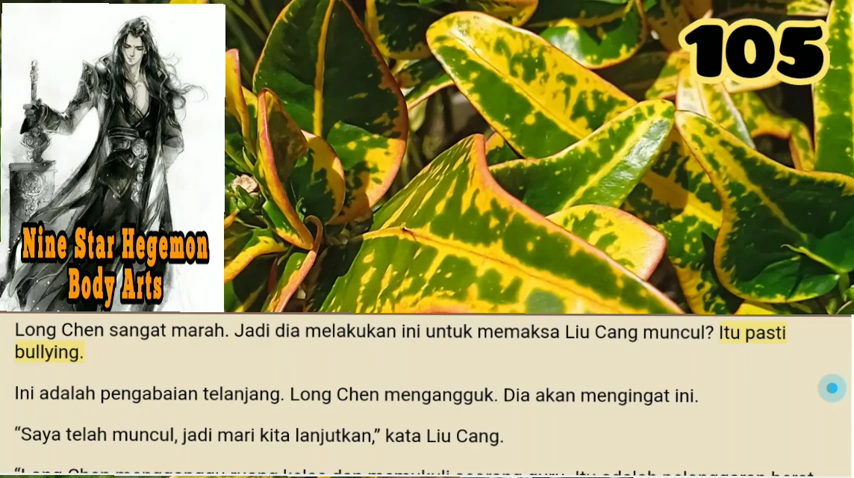 105
Nine Star Hegemon
Body Arts
Long Chen sangat marah. Jadi dia melakukan ini untuk memaksa Liu Cang muncul? Itu pasti
bullying.
Ini adalah pengabaian telanjang. Long Chen mengangguk. Dia akan mengingat ini.
“Saya telah muncul, jadi mari kita lanjutkan,” kata Liu Cang.